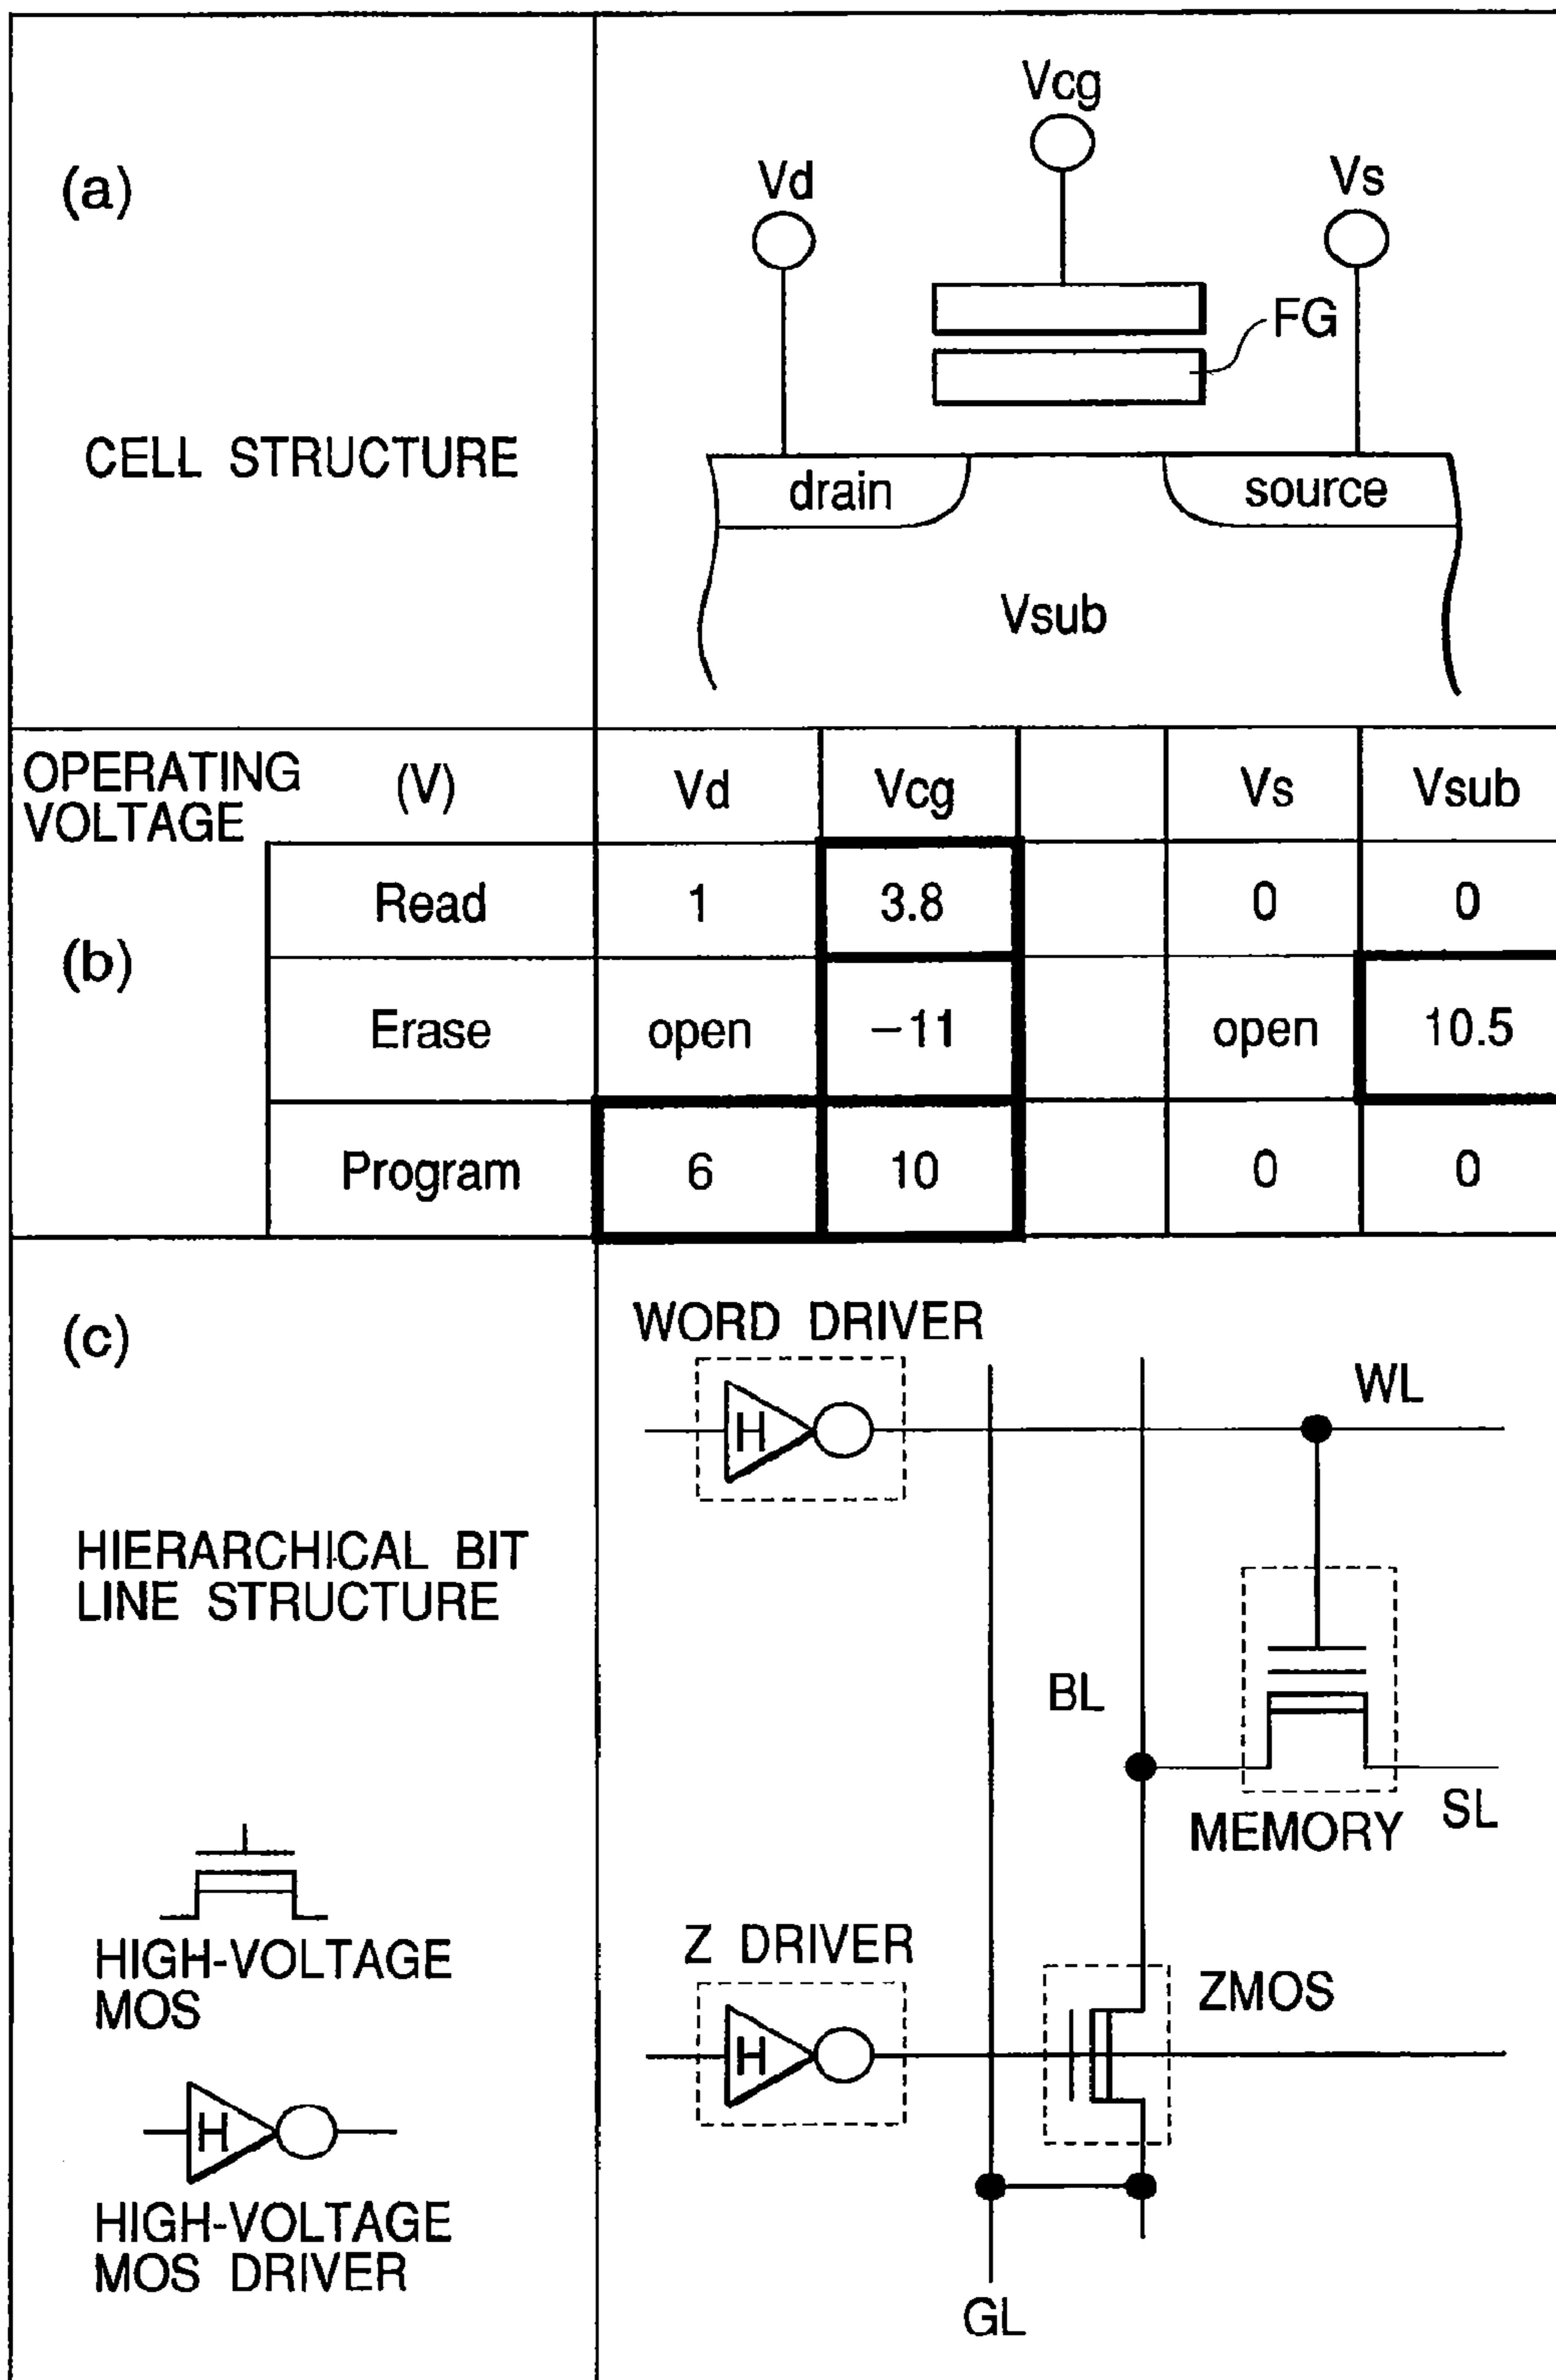 (a)
CELL STRUCTURE
Vcg
Vd
Vs
FG
drain
source
Vsub
OPERATING
VOLTAGE
(V)
Vd
Vcg
Vs
Vsub
(b)
Read
1
3.8
0
0
Erase
open
−11
open
10.5
Program
6
10
0
0
(c)
HIERARCHICAL BIT
LINE STRUCTURE
HIGH-VOLTAGE
MOS
H
HIGH-VOLTAGE
MOS DRIVER
WORD DRIVER
H
WL
BL
MEMORY
SL
Z DRIVER
H
ZMOS
GL